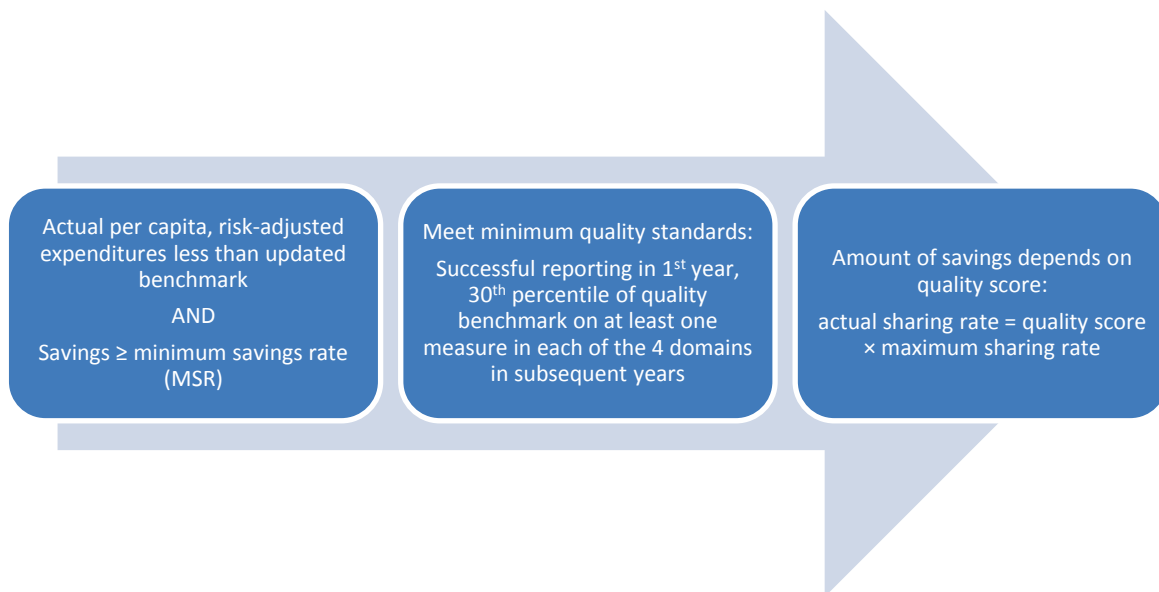 Actual per capita, risk-adjusted
expenditures less than updated
benchmark
AND
Savings ≥ minimum savings rate
(MSR)
Meet minimum quality standards:
Successful reporting in 1st year,
30th percentile of quality
benchmark on at least one
measure in each of the 4 domains
in subsequent years
Amount of savings depends on
quality score:
actual sharing rate = quality score
× maximum sharing rate